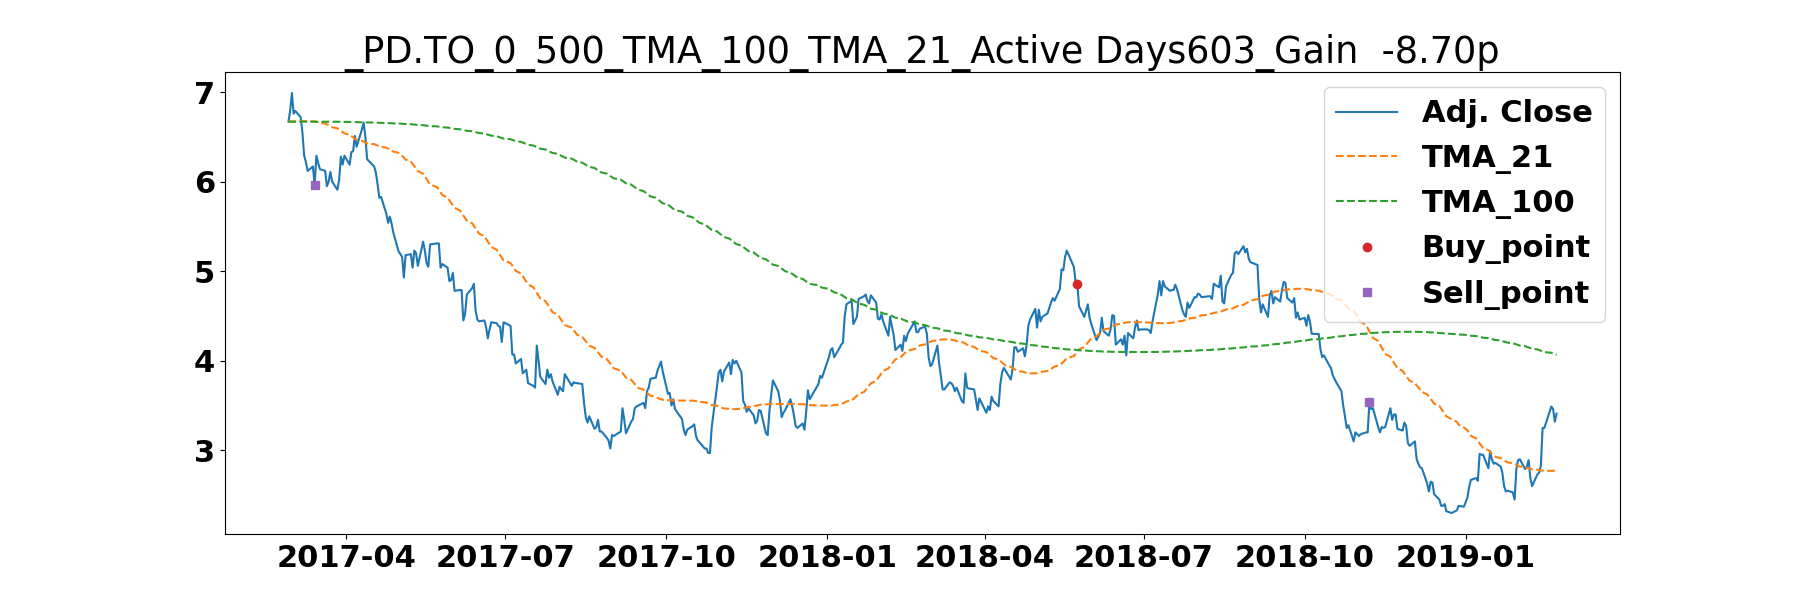 _PD.TO_0_500_TMA_100_TMA_21_Active Days603_Gain  -8.70p
7
6
5
4
3
Adj. Close
TMA_21
TMA_100
Buy_point
Sell_point
2017-04 2017-07 2017-10 2018-01 2018-04 2018-07 2018-10 2019-01